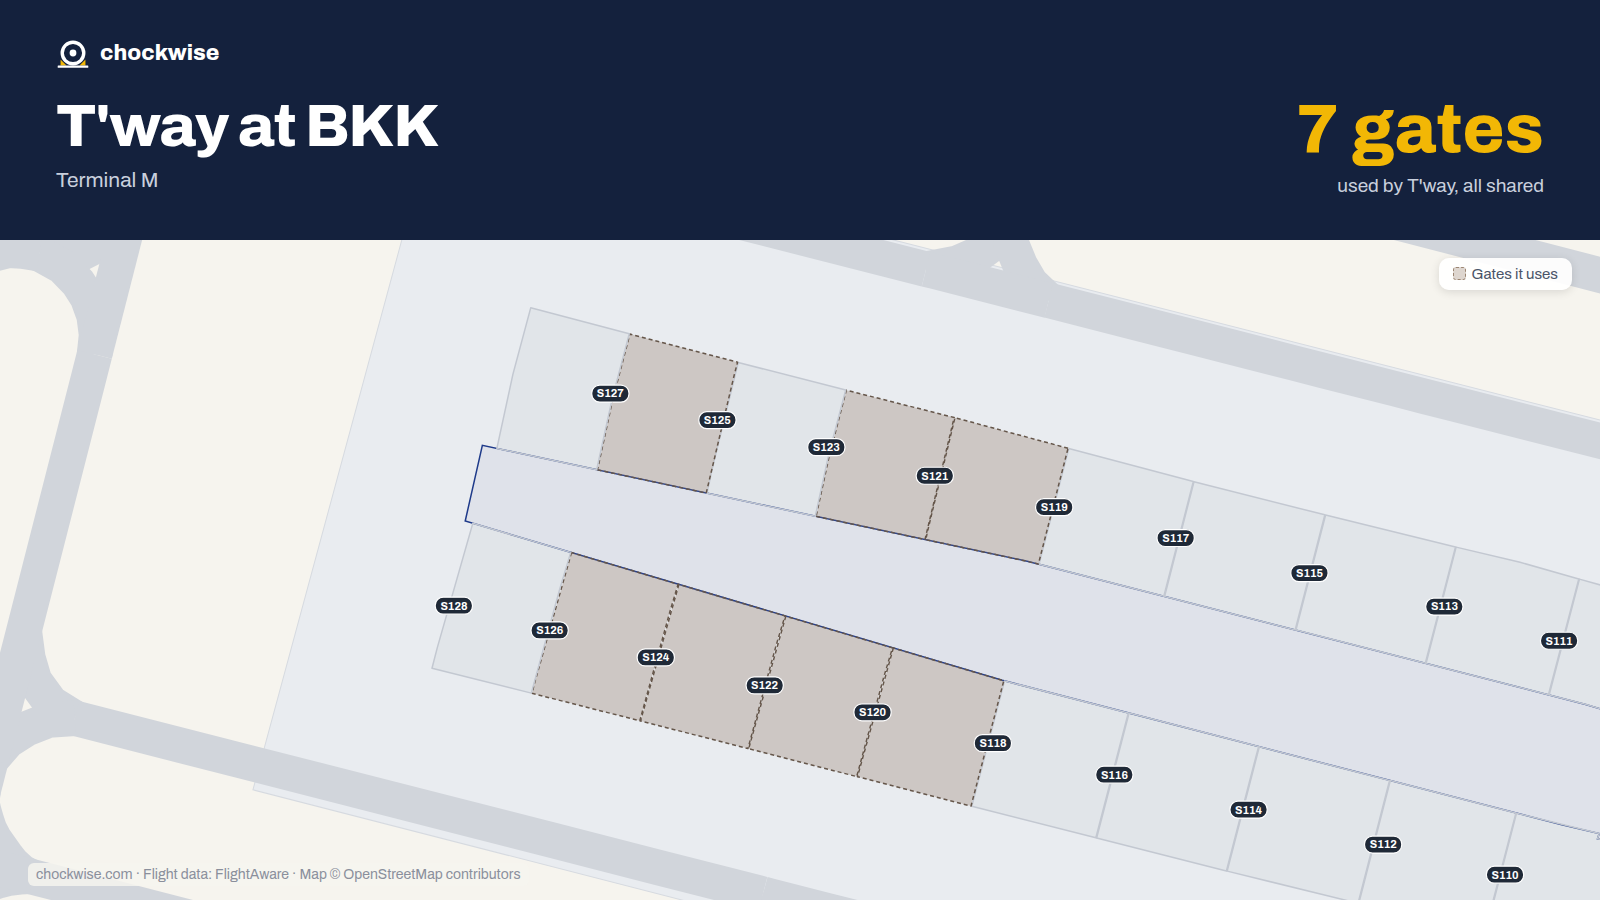 chockwise
T'way at BKK
Terminal M
7 gates
used by T'way, all shared
Gates it uses
S127
S125
S123
S121
S119
S117
S115
S113
S111
S128
S126
S124
S122
S120
S118
S116
S114
S112
S110
chockwise.com · Flight data: FlightAware · Map © OpenStreetMap contributors